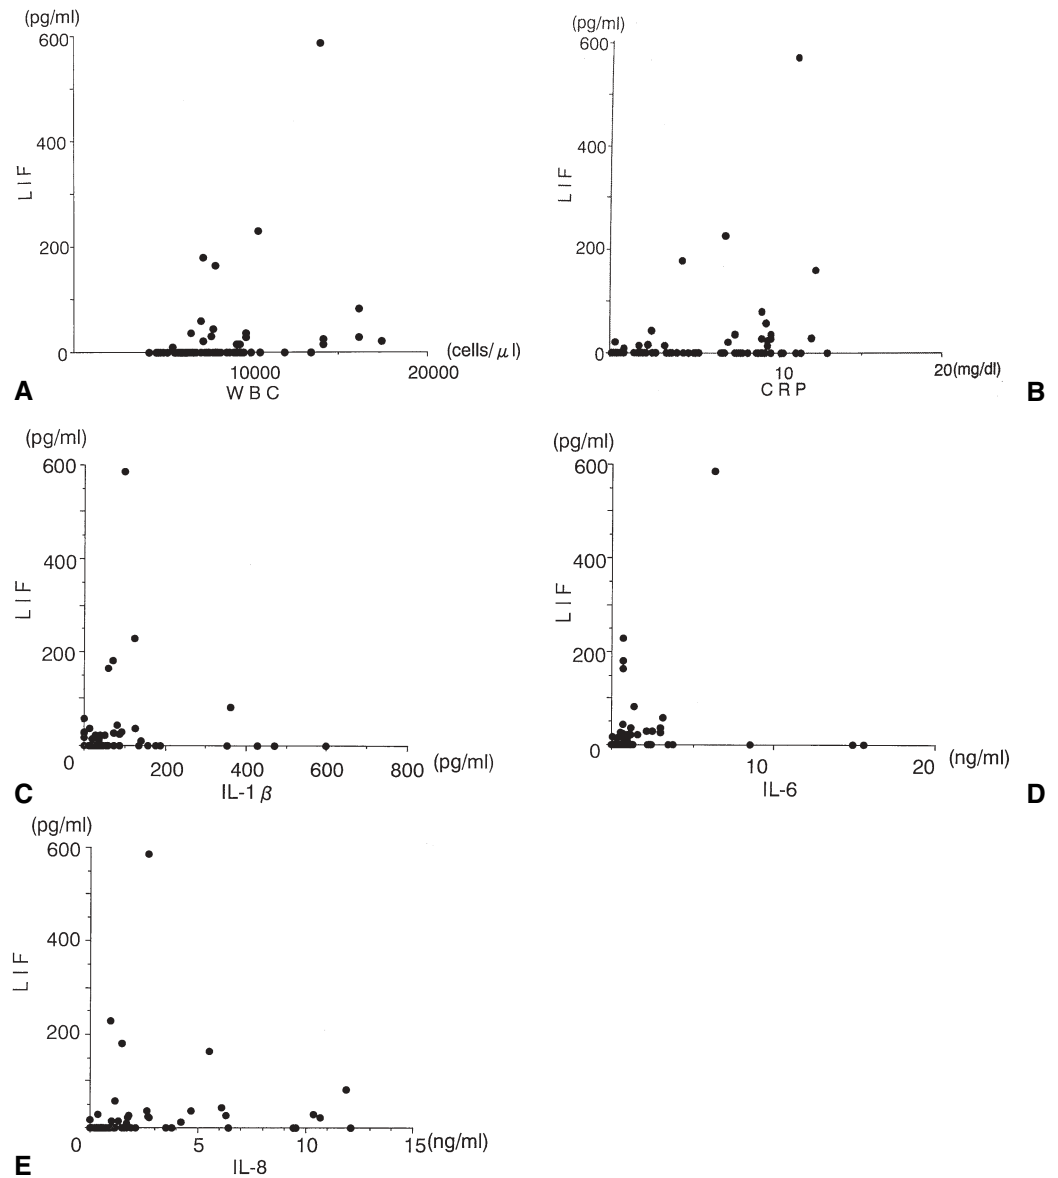 (pg/ml)
600
400
200
0
LIF
10000
20000
(cells/μl)
WBC
A
(pg/ml)
600
400
200
0
LIF
10
20(mg/dl)
CRP
B
(pg/ml)
600
400
200
0
LIF
200
400
600
800
(pg/ml)
IL-1β
C
(pg/ml)
600
400
200
0
LIF
10
20
(ng/ml)
IL-6
D
(pg/ml)
600
400
200
0
LIF
5
10
15(ng/ml)
IL-8
E